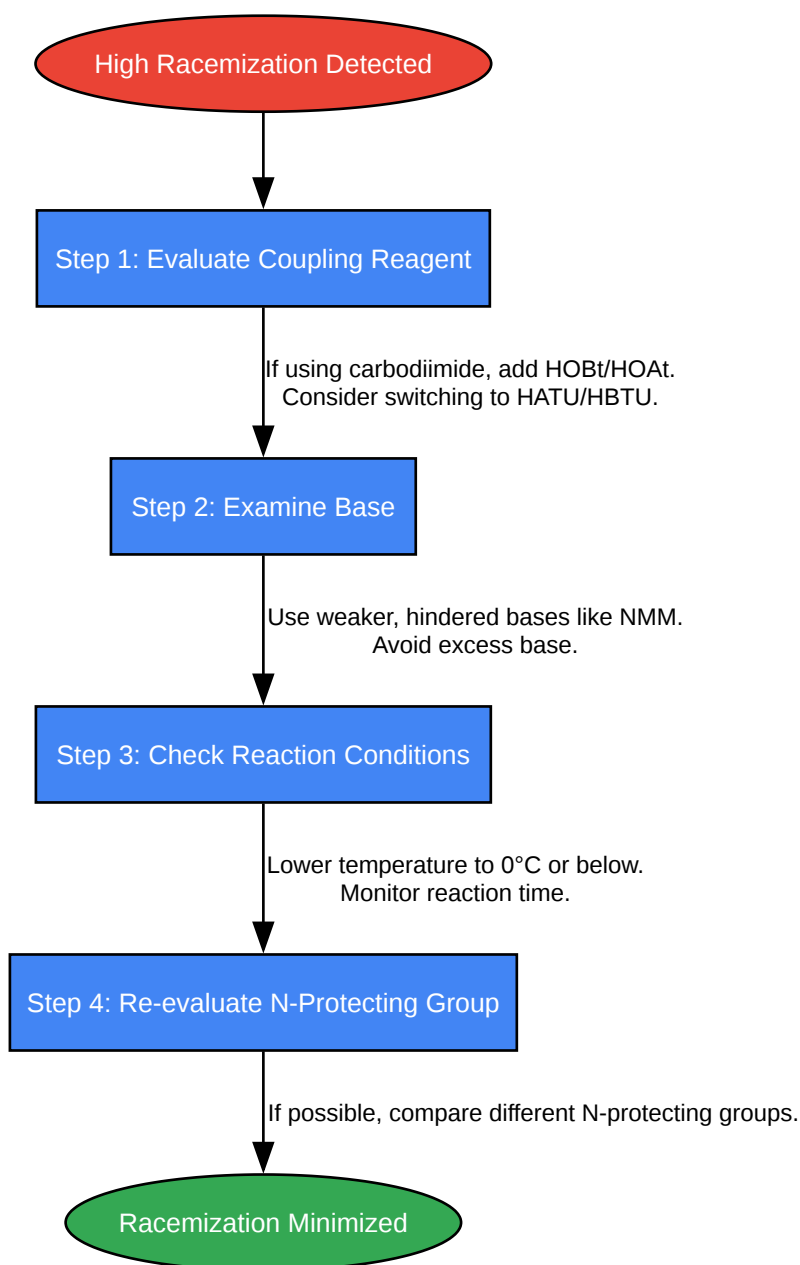 High Racemization Detected
Step 1: Evaluate Coupling Reagent
If using carbodiimide, add HOBt/HOAt.
Consider switching to HATU/HBTU.
Step 2: Examine Base
Use weaker, hindered bases like NMM.
Avoid excess base.
Step 3: Check Reaction Conditions
Lower temperature to 0°C or below.
Monitor reaction time.
Step 4: Re-evaluate N-Protecting Group
If possible, compare different N-protecting groups.
Racemization Minimized